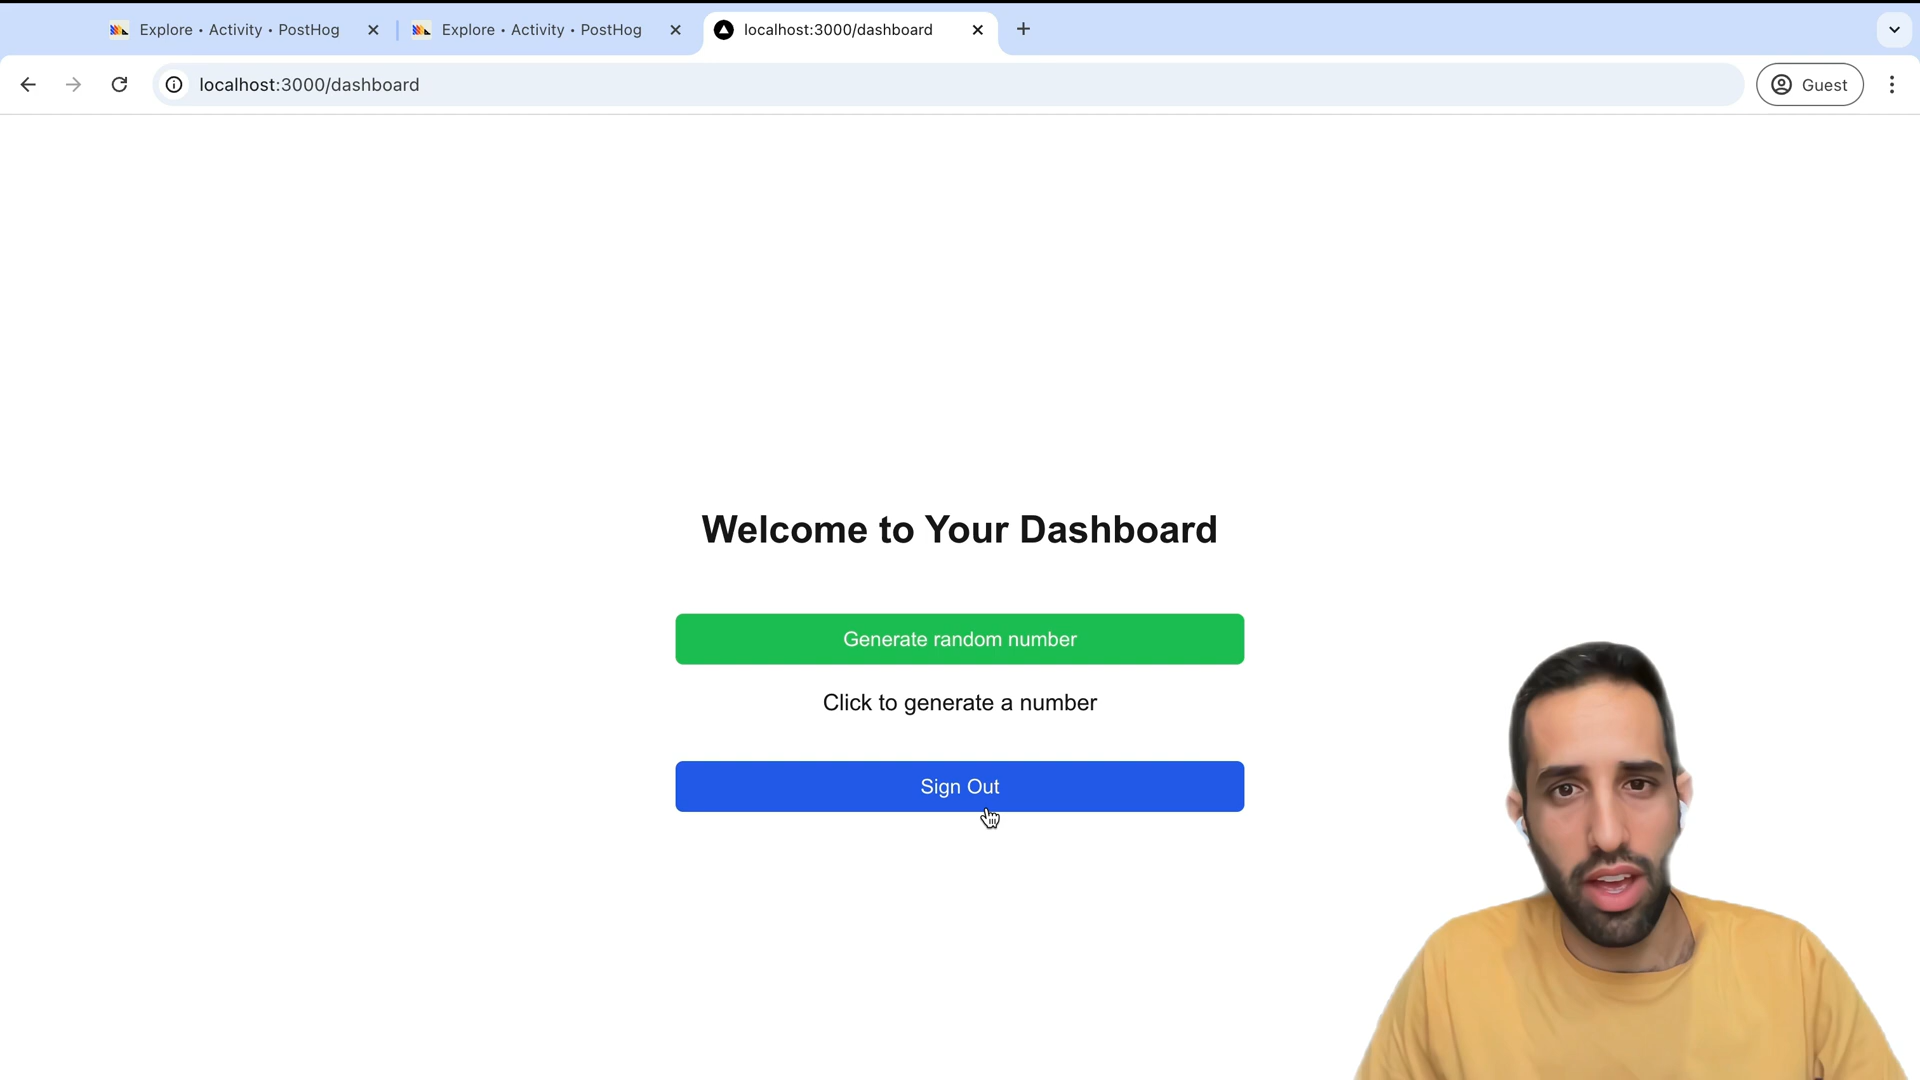 Explore • Activity • PostHog
Explore • Activity • PostHog
localhost:3000/dashboard
localhost:3000/dashboard
Guest
Welcome to Your Dashboard
Generate random number
Click to generate a number
Sign Out